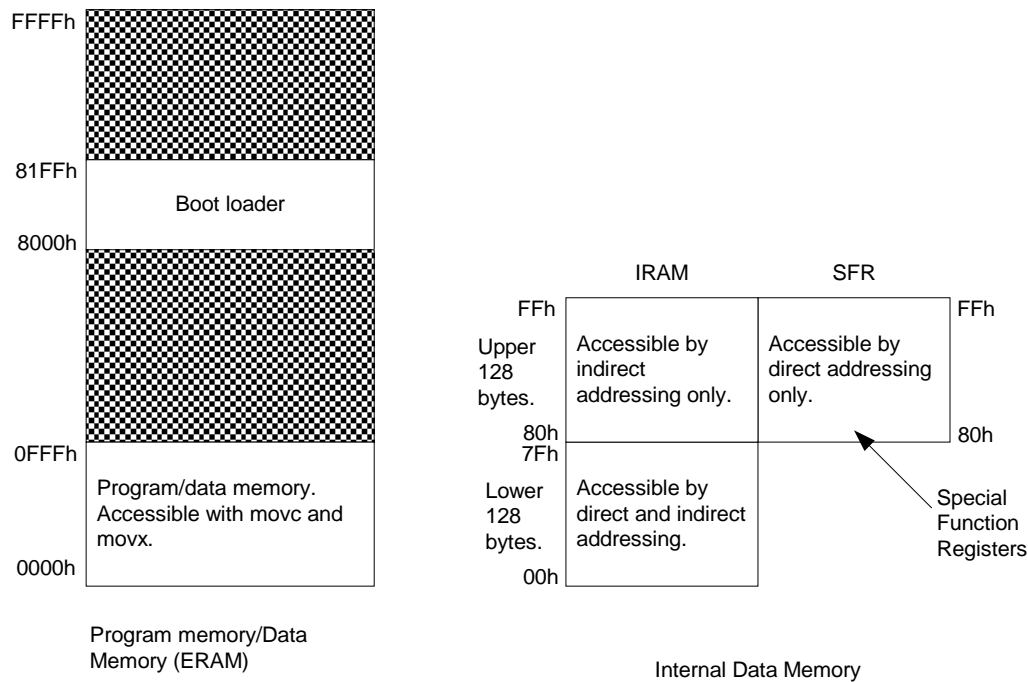 FFFFh
81FFh
Boot loader
8000h
0FFFh
Program/data memory.
Accessible with movc and
movx.
0000h
Program memory/Data
Memory (ERAM)
IRAM
SFR
FFh
FFh
Upper
128
bytes.
Accessible by
indirect
addressing only.
Accessible by
direct addressing
only.
80h
80h
7Fh
Lower
128
bytes.
Accessible by
direct and indirect
addressing.
Special
Function
Registers
00h
Internal Data Memory